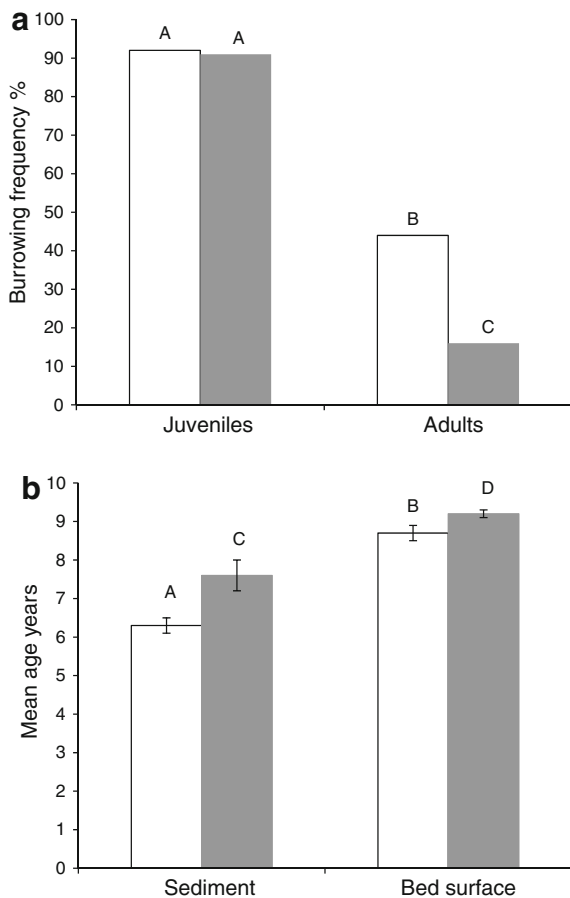 a
Burrowing frequency %
100
90
80
70
60
50
40
30
20
10
0
A A
B
C
Juveniles Adults
b
Mean age years
10
9
8
7
6
5
4
3
2
1
0
A
C
B
D
Sediment Bed surface